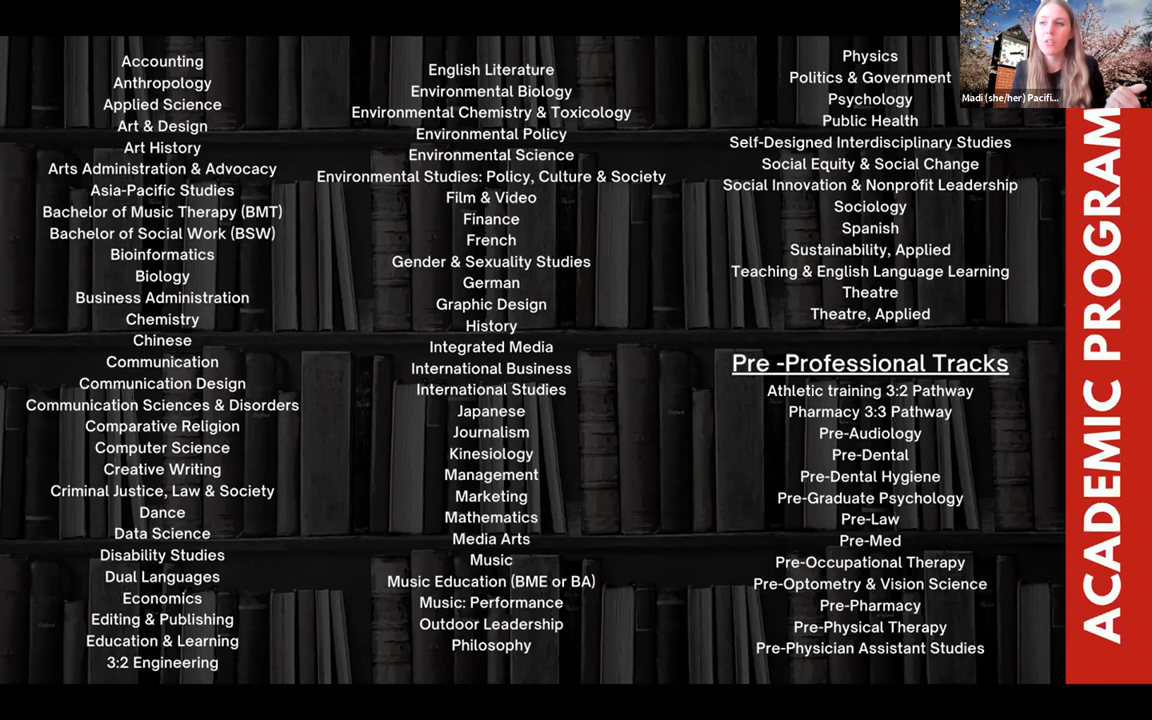 Accounting
Anthropology
Applied Science
Art & Design
Art History
Arts Administration & Advocacy
Asia-Pacific Studies
Bachelor of Music Therapy (BMT)
Bachelor of Social Work (BSW)
Bioinformatics
Biology
Business Administration
Chemistry
Chinese
Communication
Communication Design
Communication Sciences & Disorders
Comparative Religion
Computer Science
Creative Writing
Criminal Justice, Law & Society
Dance
Data Science
Disability Studies
Dual Languages
Economics
Editing & Publishing
Education & Learning
3:2 Engineering
English Literature
Environmental Biology
Environmental Chemistry & Toxicology
Environmental Policy
Environmental Science
Environmental Studies: Policy, Culture & Society
Film & Video
Finance
French
Gender & Sexuality Studies
German
Graphic Design
History
Integrated Media
International Business
International Studies
Japanese
Journalism
Kinesiology
Management
Marketing
Mathematics
Media Arts
Music
Music Education (BME or BA)
Music: Performance
Outdoor Leadership
Philosophy
Physics
Politics & Government
Psychology
Public Health
Self-Designed Interdisciplinary Studies
Social Equity & Social Change
Social Innovation & Nonprofit Leadership
Sociology
Spanish
Sustainability, Applied
Teaching & English Language Learning
Theatre
Theatre, Applied
Pre -Professional Tracks
Athletic training 3:2 Pathway
Pharmacy 3:3 Pathway
Pre-Audiology
Pre-Dental
Pre-Dental Hygiene
Pre-Graduate Psychology
Pre-Law
Pre-Med
Pre-Occupational Therapy
Pre-Optometry & Vision Science
Pre-Pharmacy
Pre-Physical Therapy
Pre-Physician Assistant Studies
Madi (she/her) Pacifi...
ACADEMIC PROGRAM